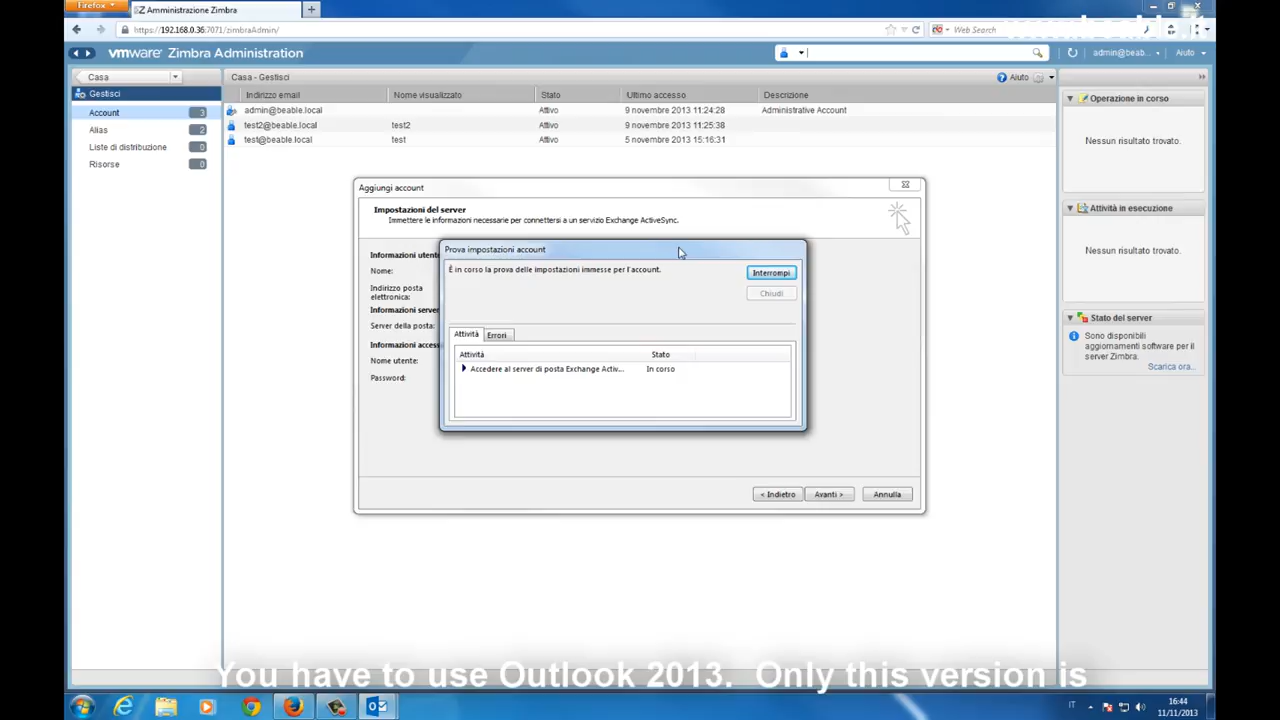 Firefox
Amministrazione Zimbra
https://192.168.0.36:7071/zimbraAdmin/
Web Search
vmware Zimbra Administration
admin@beab...
Aiuto
Casa
Casa - Gestisci
Aiuto
Gestisci
Indirizzo email
Nome visualizzato
Stato
Ultimo accesso
Descrizione
Account
3
admin@beable.local
Attivo
9 novembre 2013 11:24:28
Administrative Account
Alias
2
test2@beable.local
test2
Attivo
9 novembre 2013 11:25:38
Liste di distribuzione
0
test@beable.local
test
Attivo
5 novembre 2013 15:16:31
Risorse
0
Operazione in corso
Nessun risultato trovato.
Attività in esecuzione
Nessun risultato trovato.
Stato del server
Sono disponibili
aggiornamenti software per il
server Zimbra.
Scarica ora...
Aggiungi account
Impostazioni del server
Immettere le informazioni necessarie per connettersi a un servizio Exchange ActiveSync.
Informazioni utente
Nome:
Indirizzo posta
elettronica:
Informazioni server
Server della posta:
Informazioni access
Nome utente:
Password:
Prova impostazioni account
È in corso la prova delle impostazioni immesse per l'account.
Interrompi
Chiudi
Attività
Errori
Attività
Stato
Accedere al server di posta Exchange Activ...
In corso
< Indietro
Avanti >
Annulla
You have to use Outlook 2013. Only this version is
IT
16:44
11/11/2013